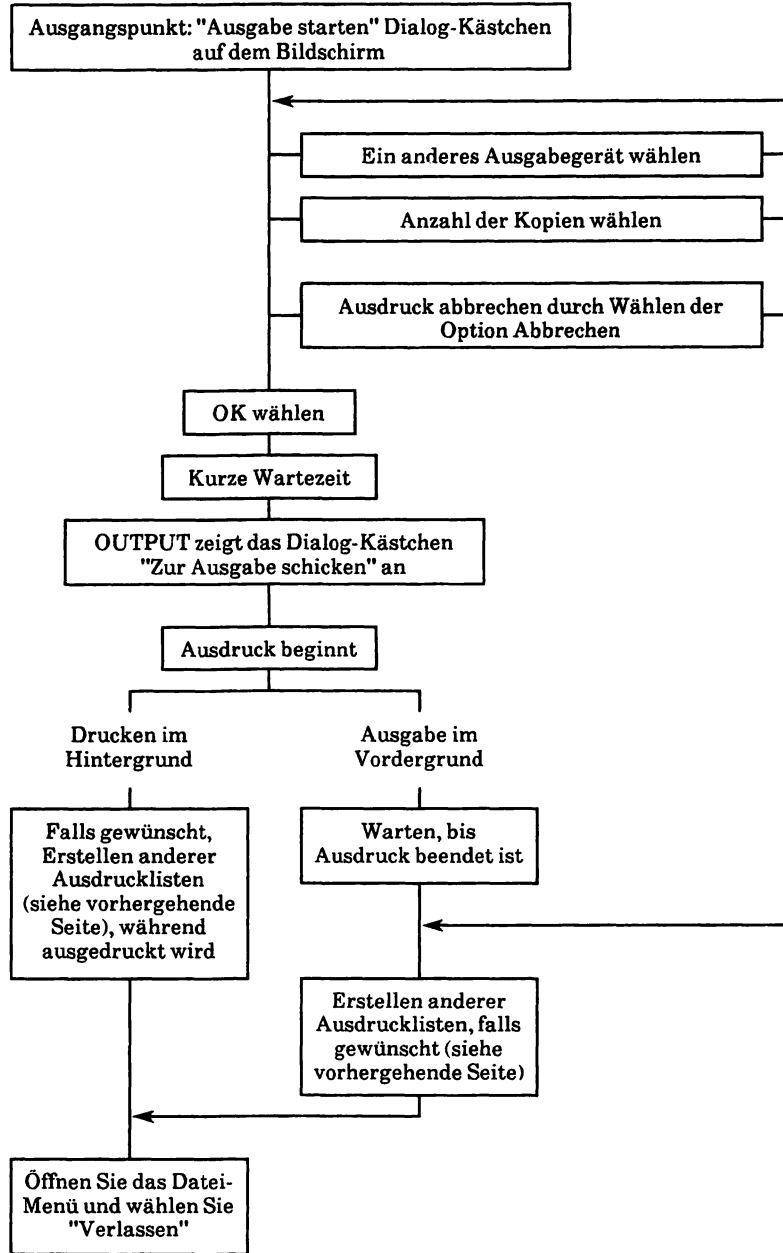 Ausgangspunkt: "Ausgabe starten" Dialog-Kästchen
auf dem Bildschirm
Ein anderes Ausgabegerät wählen
Anzahl der Kopien wählen
Ausdruck abbrechen durch Wählen der
Option Abbrechen
OK wählen
Kurze Wartezeit
OUTPUT zeigt das Dialog-Kästchen
"Zur Ausgabe schicken" an
Ausdruck beginnt
Drucken im
Hintergrund
Ausgabe im
Vordergrund
Falls gewünscht,
Erstellen anderer
Ausdrucklisten
(siehe vorhergehende
Seite), während
ausgedruckt wird
Warten, bis
Ausdruck beendet ist
Erstellen anderer
Ausdrucklisten, falls
gewünscht (siehe
vorhergehende Seite)
Öffnen Sie das Datei-
Menü und wählen Sie
"Verlassen"